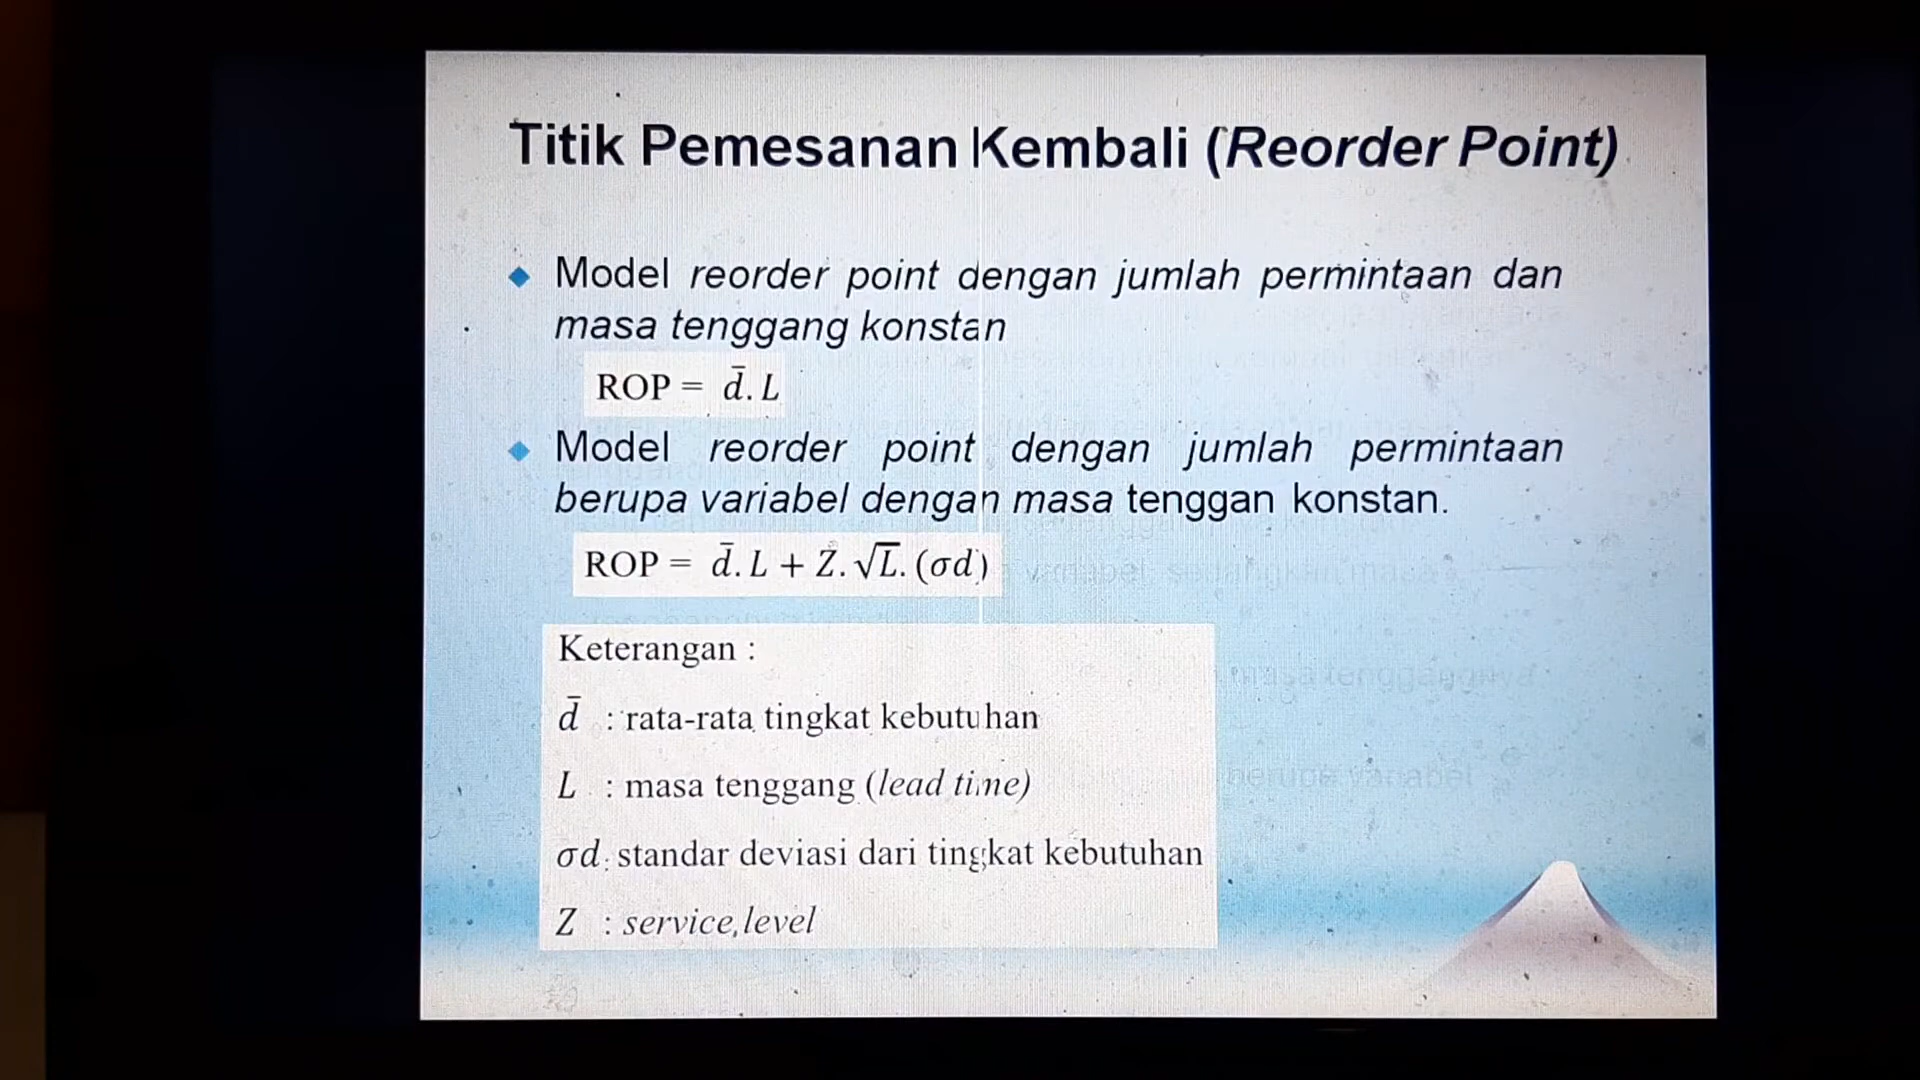 Titik Pemesanan Kembali (Reorder Point)
Model reorder point dengan jumlah permintaan dan
masa tenggang konstan
ROP = d̄. L
Model reorder point dengan jumlah permintaan
berupa variabel dengan masa tenggan konstan.
ROP = d̄. L + Z. √L. (σd)
Keterangan :
d̄ : rata-rata tingkat kebutuhan
L : masa tenggang (lead time)
σd : standar deviasi dari tingkat kebutuhan
Z : service level